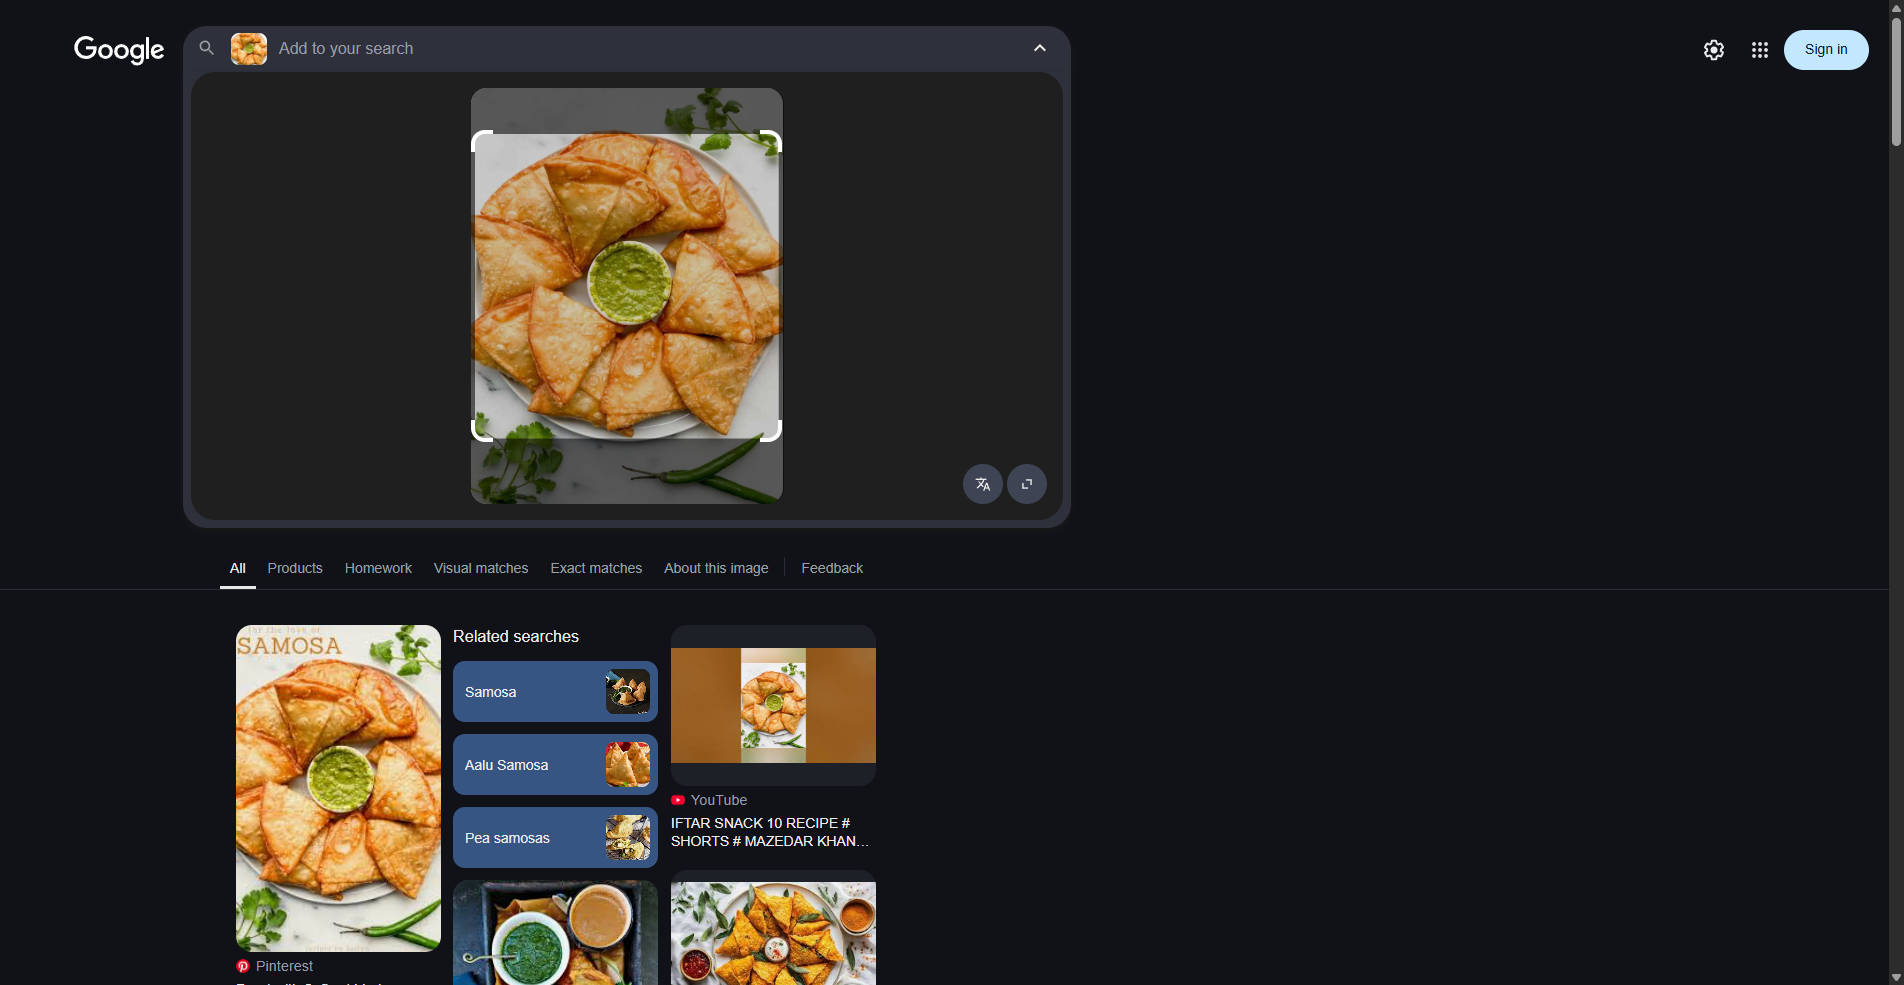 Google
Add to your search
Sign in
All
Products
Homework
Visual matches
Exact matches
About this image
Feedback
for the love of
SAMOSA
Pinterest
Related searches
Samosa
Aalu Samosa
Pea samosas
YouTube
IFTAR SNACK 10 RECIPE #
SHORTS # MAZEDAR KHAN…